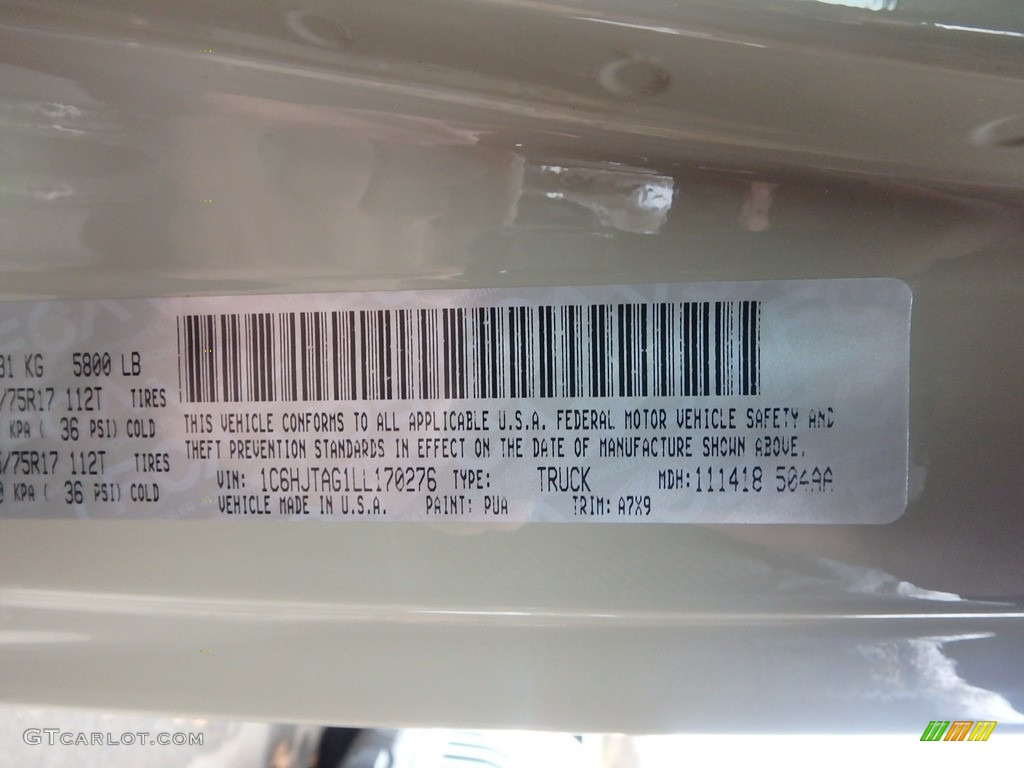 31 KG 5800 LB
/75R17 112T TIRES
KPA ( 36 PSI) COLD
/75R17 112T TIRES
KPA ( 36 PSI) COLD
THIS VEHICLE CONFORMS TO ALL APPLICABLE U.S.A. FEDERAL MOTOR VEHICLE SAFETY AND
THEFT PREVENTION STANDARDS IN EFFECT ON THE DATE OF MANUFACTURE SHOWN ABOVE.
VIN: 1C6HJTAG1LL170276 TYPE: TRUCK MDH: 111418 504AA
VEHICLE MADE IN U.S.A. PAINT: PUA TRIM: A7X9
GTcarlot.com